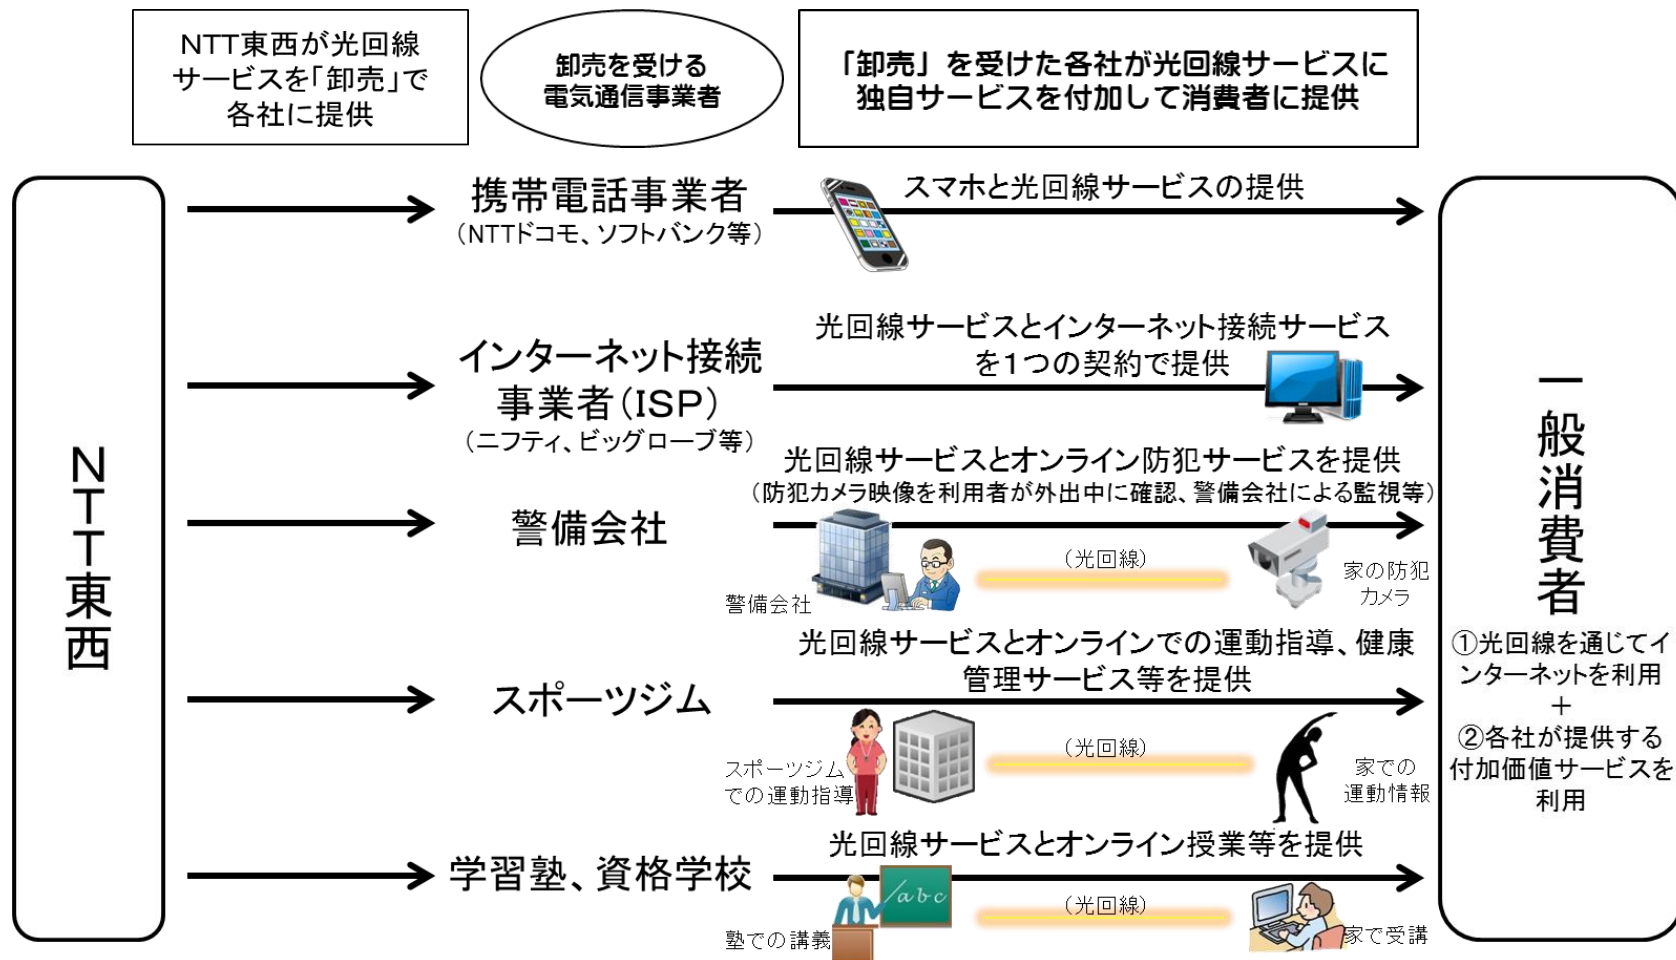 NTT東西が光回線
サービスを「卸売」で
各社に提供
卸売を受ける
電気通信事業者
「卸売」を受けた各社が光回線サービスに
独自サービスを付加して消費者に提供
NTT東西
携帯電話事業者
（NTTドコモ、ソフトバンク等）
スマホと光回線サービスの提供
インターネット接続
事業者（ISP）
（ニフティ、ビッグローブ等）
光回線サービスとインターネット接続サービス
を１つの契約で提供
警備会社
光回線サービスとオンライン防犯サービスを提供
（防犯カメラ映像を利用者が外出中に確認、警備会社による監視等）
（光回線）
警備会社
家の防犯
カメラ
スポーツジム
光回線サービスとオンラインでの運動指導、健康
管理サービス等を提供
（光回線）
スポーツジム
での運動指導
家での
運動情報
学習塾、資格学校
光回線サービスとオンライン授業等を提供
abc
（光回線）
塾での講義
家で受講
一般消費者
①光回線を通じてイ
ンターネットを利用
＋
②各社が提供する
付加価値サービスを
利用